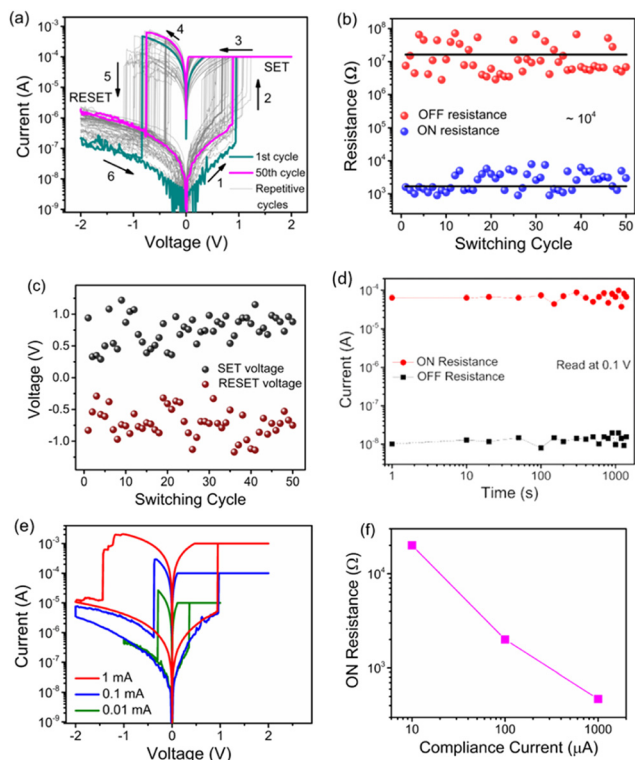 (a)
Current (A)
10⁻³
10⁻⁴
10⁻⁵
10⁻⁶
10⁻⁷
10⁻⁸
10⁻⁹
4
3
SET
5
RESET
2
6
1
1st cycle
50th cycle
Repetitive
cycles
-2 -1 0 1 2
Voltage (V)
(b)
Resistance (Ω)
10⁸
10⁷
10⁶
10⁵
10⁴
10³
OFF resistance
ON resistance
~ 10⁴
0 10 20 30 40 50
Switching Cycle
(c)
Voltage (V)
1.0
0.5
0.0
-0.5
-1.0
SET voltage
RESET voltage
0 10 20 30 40 50
Switching Cycle
(d)
Current (A)
10⁻⁴
10⁻⁵
10⁻⁶
10⁻⁷
10⁻⁸
ON Resistance
OFF Resistance
Read at 0.1 V
1 10 100 1000
Time (s)
(e)
Current (A)
10⁻³
10⁻⁴
10⁻⁵
10⁻⁶
10⁻⁷
10⁻⁸
10⁻⁹
1 mA
0.1 mA
0.01 mA
-2 -1 0 1 2
Voltage (V)
(f)
ON Resistance (Ω)
10⁴
10³
10 100 1000
Compliance Current (μA)